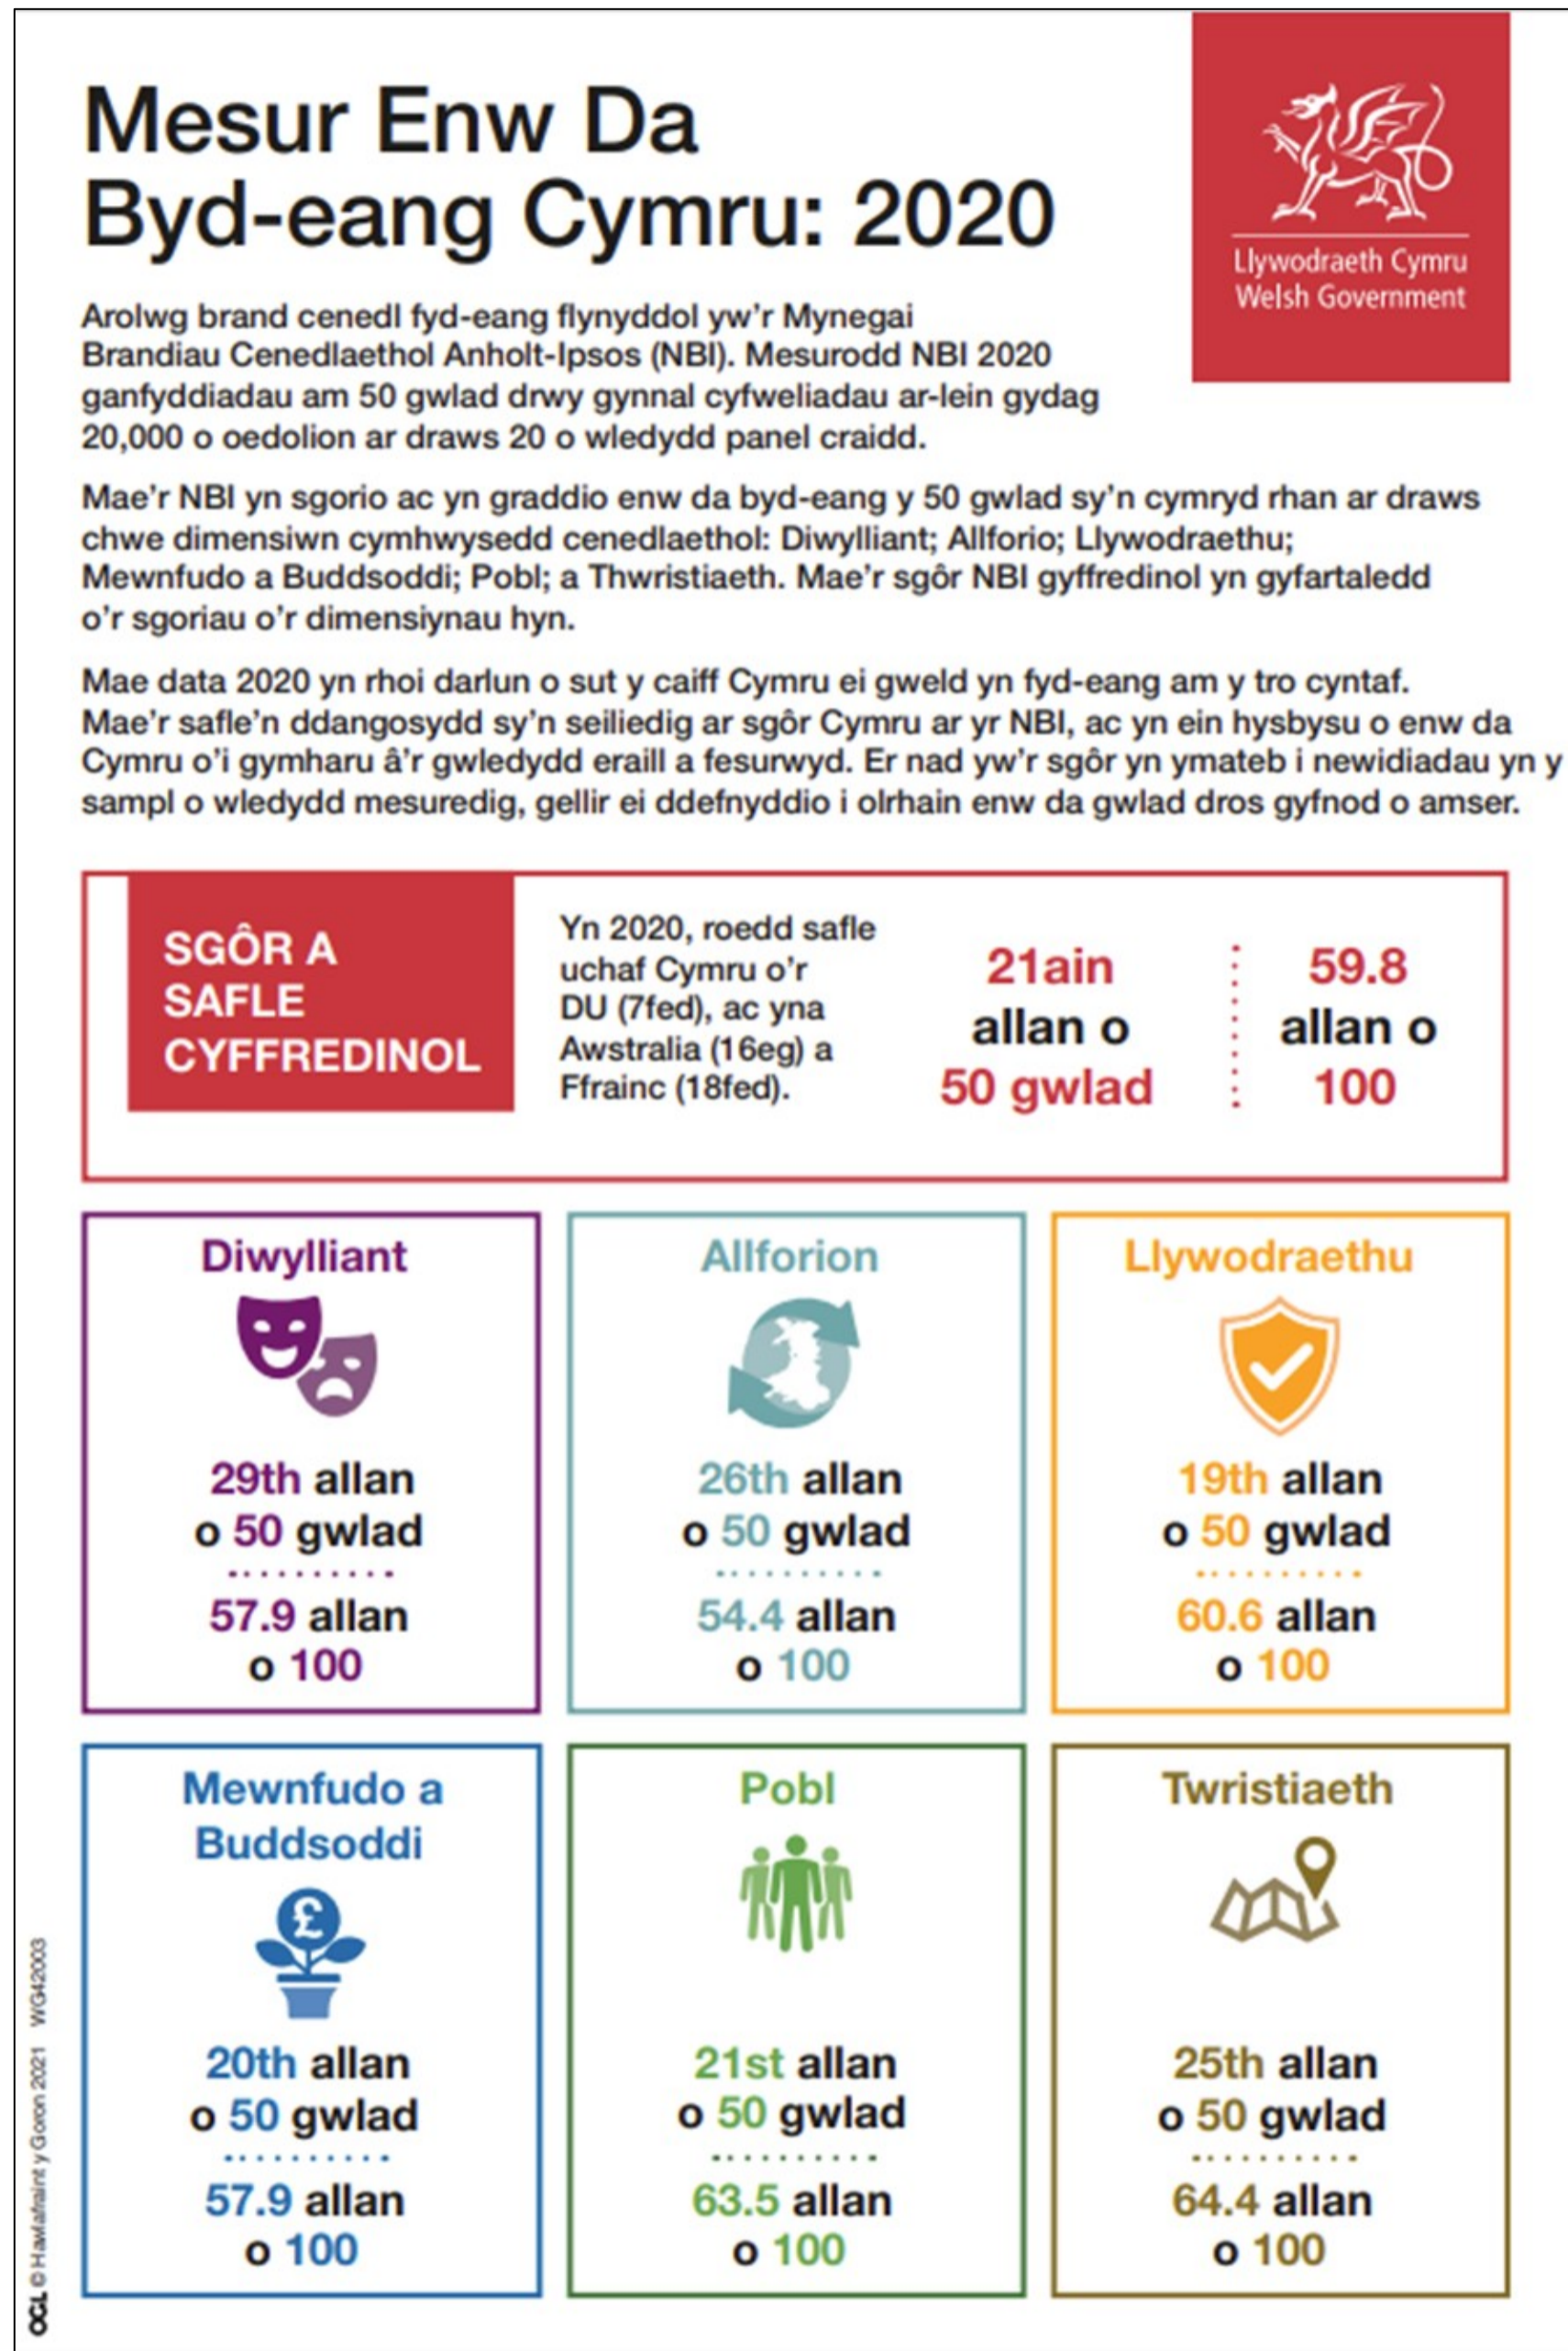 Mesur Enw Da
Byd-eang Cymru: 2020
Llywodraeth Cymru
Welsh Government
Arolwg brand cenedl fyd-eang flynyddol yw'r Mynegai
Brandiau Cenedlaethol Anholt-Ipsos (NBI). Mesurodd NBI 2020
ganfyddiadau am 50 gwlad drwy gynnal cyfweliadau ar-lein gydag
20,000 o oedolion ar draws 20 o wledydd panel craidd.
Mae'r NBI yn sgorio ac yn graddio enw da byd-eang y 50 gwlad sy'n cymryd rhan ar draws
chwe dimensiwn cymhwysedd cenedlaethol: Diwylliant; Allforio; Llywodraethu;
Mewnfudo a Buddsoddi; Pobl; a Thwristiaeth. Mae'r sgôr NBI gyffredinol yn gyfartaledd
o'r sgoriau o'r dimensiynau hyn.
Mae data 2020 yn rhoi darlun o sut y caiff Cymru ei gweld yn fyd-eang am y tro cyntaf.
Mae'r safle'n ddangosydd sy'n seiliedig ar sgôr Cymru ar yr NBI, ac yn ein hysbysu o enw da
Cymru o'i gymharu â'r gwledydd eraill a fesurwyd. Er nad yw'r sgôr yn ymateb i newidiadau yn y
sampl o wledydd mesuredig, gellir ei ddefnyddio i olrhain enw da gwlad dros gyfnod o amser.
SGÔR A
SAFLE
CYFFREDINOL
Yn 2020, roedd safle
uchaf Cymru o'r
DU (7fed), ac yna
Awstralia (16eg) a
Ffrainc (18fed).
21ain
allan o
50 gwlad
59.8
allan o
100
Diwylliant
29th allan
o 50 gwlad
57.9 allan
o 100
Allforion
26th allan
o 50 gwlad
54.4 allan
o 100
Llywodraethu
19th allan
o 50 gwlad
60.6 allan
o 100
Mewnfudo a
Buddsoddi
£
20th allan
o 50 gwlad
57.9 allan
o 100
Pobl
21st allan
o 50 gwlad
63.5 allan
o 100
Twristiaeth
25th allan
o 50 gwlad
64.4 allan
o 100
OGL © Hawlafraint y Goron 2021 WG42003